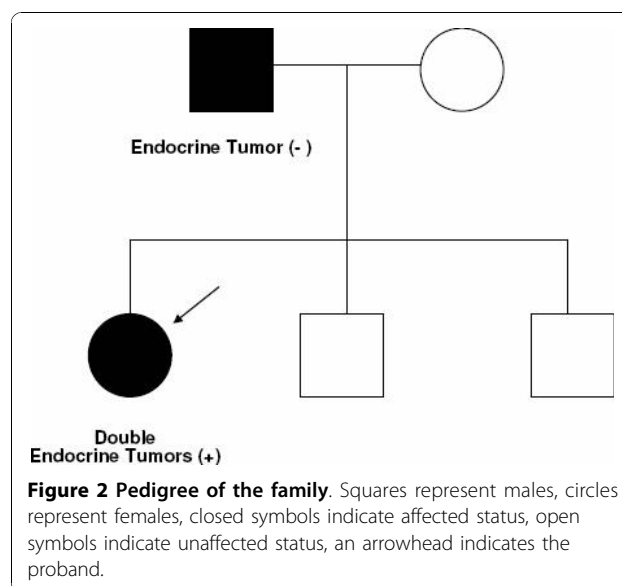 Endocrine Tumor (- )
Double
Endocrine Tumors (+)
Figure 2 Pedigree of the family. Squares represent males, circles
represent females, closed symbols indicate affected status, open
symbols indicate unaffected status, an arrowhead indicates the
proband.